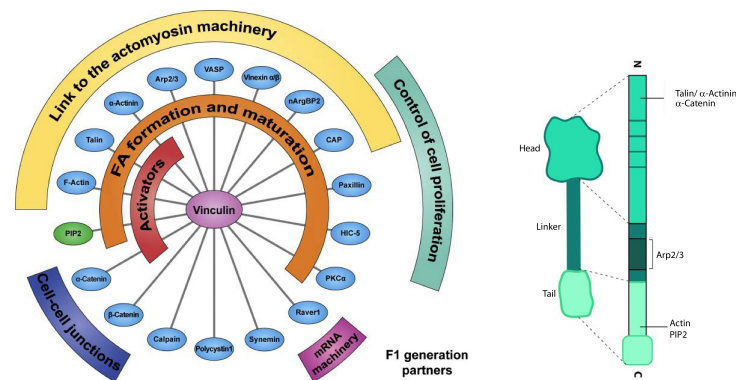 Link to the actomyosin machinery
Control of cell proliferation
FA formation and maturation
Activators
Cell-cell junctions
mRNA
machinery
Vinculin
VASP
Vinexin α/β
nArgBP2
CAP
Paxillin
HIC-5
PKCα
Raver1
Synemin
Polycystin1
Calpain
β-Catenin
α-Catenin
PIP2
F-Actin
Talin
α-Actinin
Arp2/3
F1 generation
partners
N
Talin/ α-Actinin
α-Catenin
Head
Linker
Arp2/3
Tail
Actin
PIP2